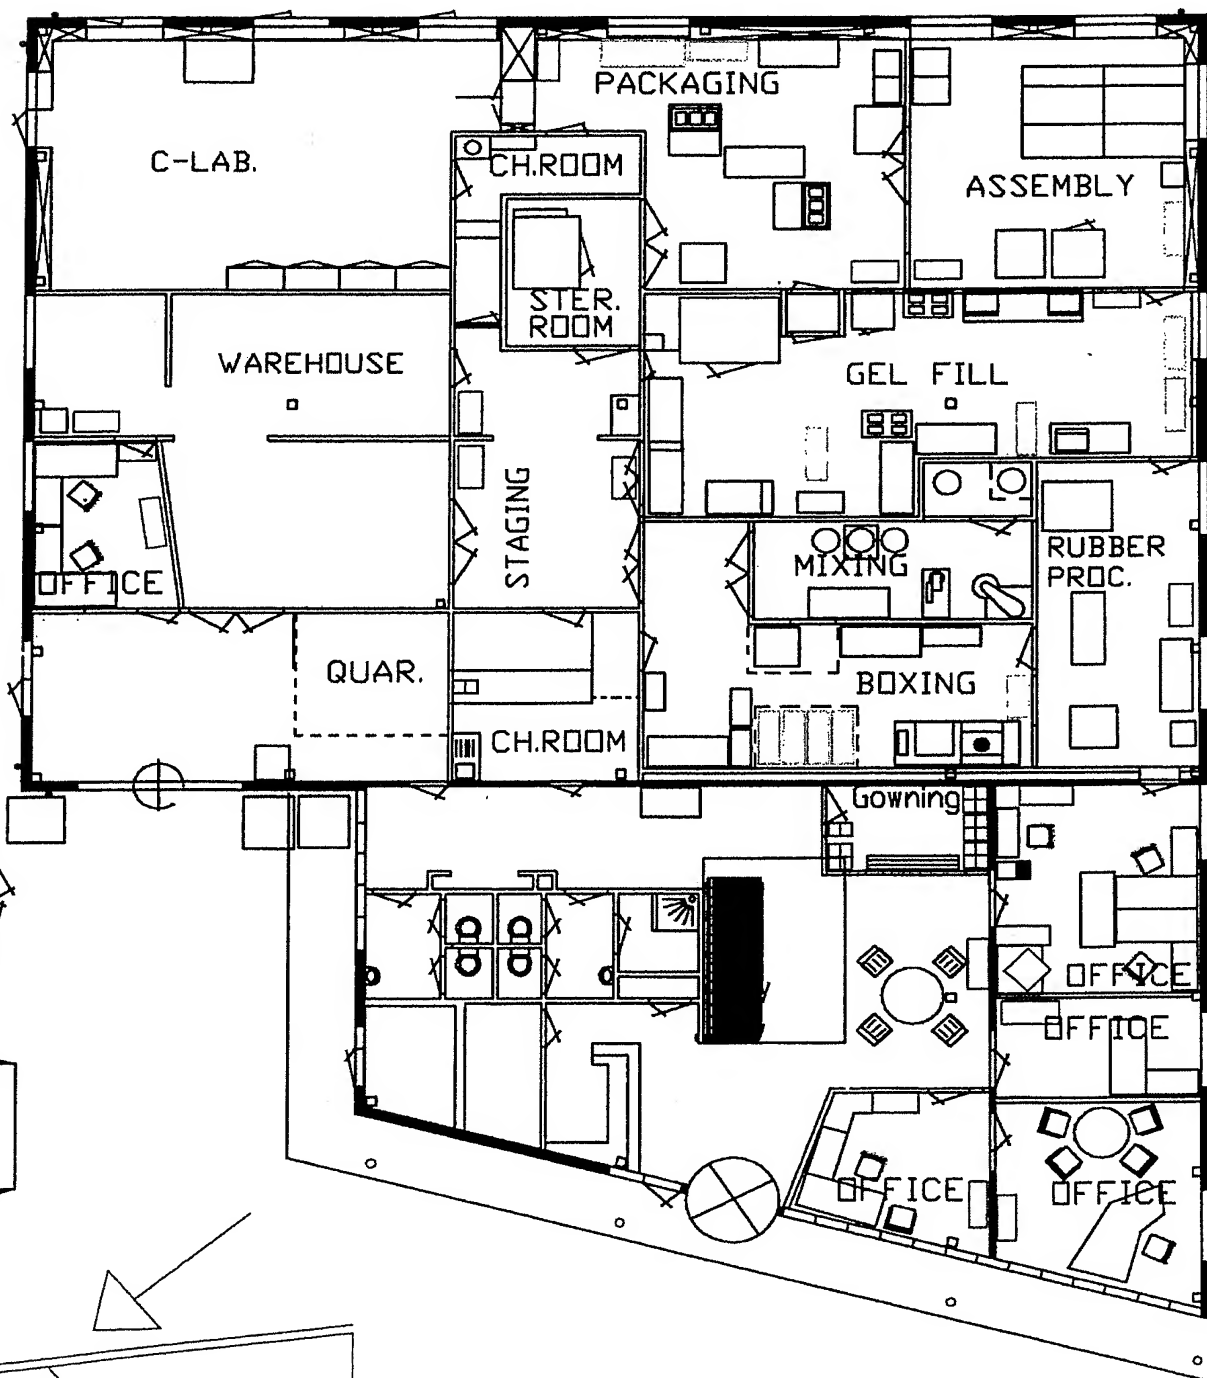 PACKAGING
C-LAB.
CH.ROOM
ASSEMBLY
STER.
ROOM
WAREHOUSE
GEL FILL
STAGING
RUBBER
PROC.
MIXING
OFFICE
QUAR.
BOXING
CH.ROOM
Gowning
OFFICE
OFFICE
OFFICE
OFFICE